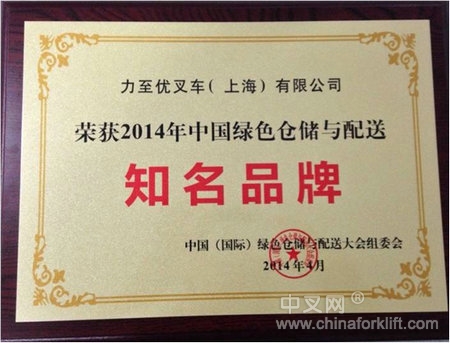 力至优叉车(上海)有限公司
荣获2014年中国绿色仓储与配送
知名品牌
中国（国际）绿色仓储与配送大会组委会
2014年4月
中叉网®
www.chinaforklift.com